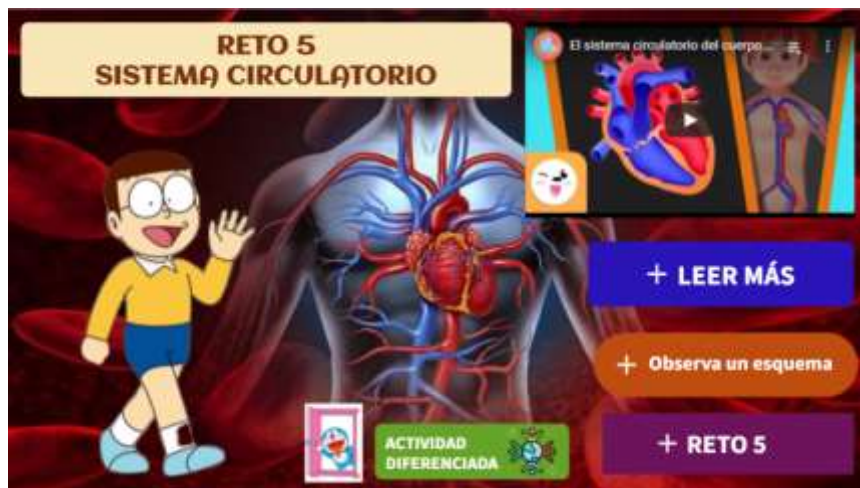 RETO 5
SISTEMA CIRCULATORIO
El sistema circulatorio del cuerpo...
+ LEER MÁS
+ Observa un esquema
ACTIVIDAD
DIFERENCIADA
+ RETO 5